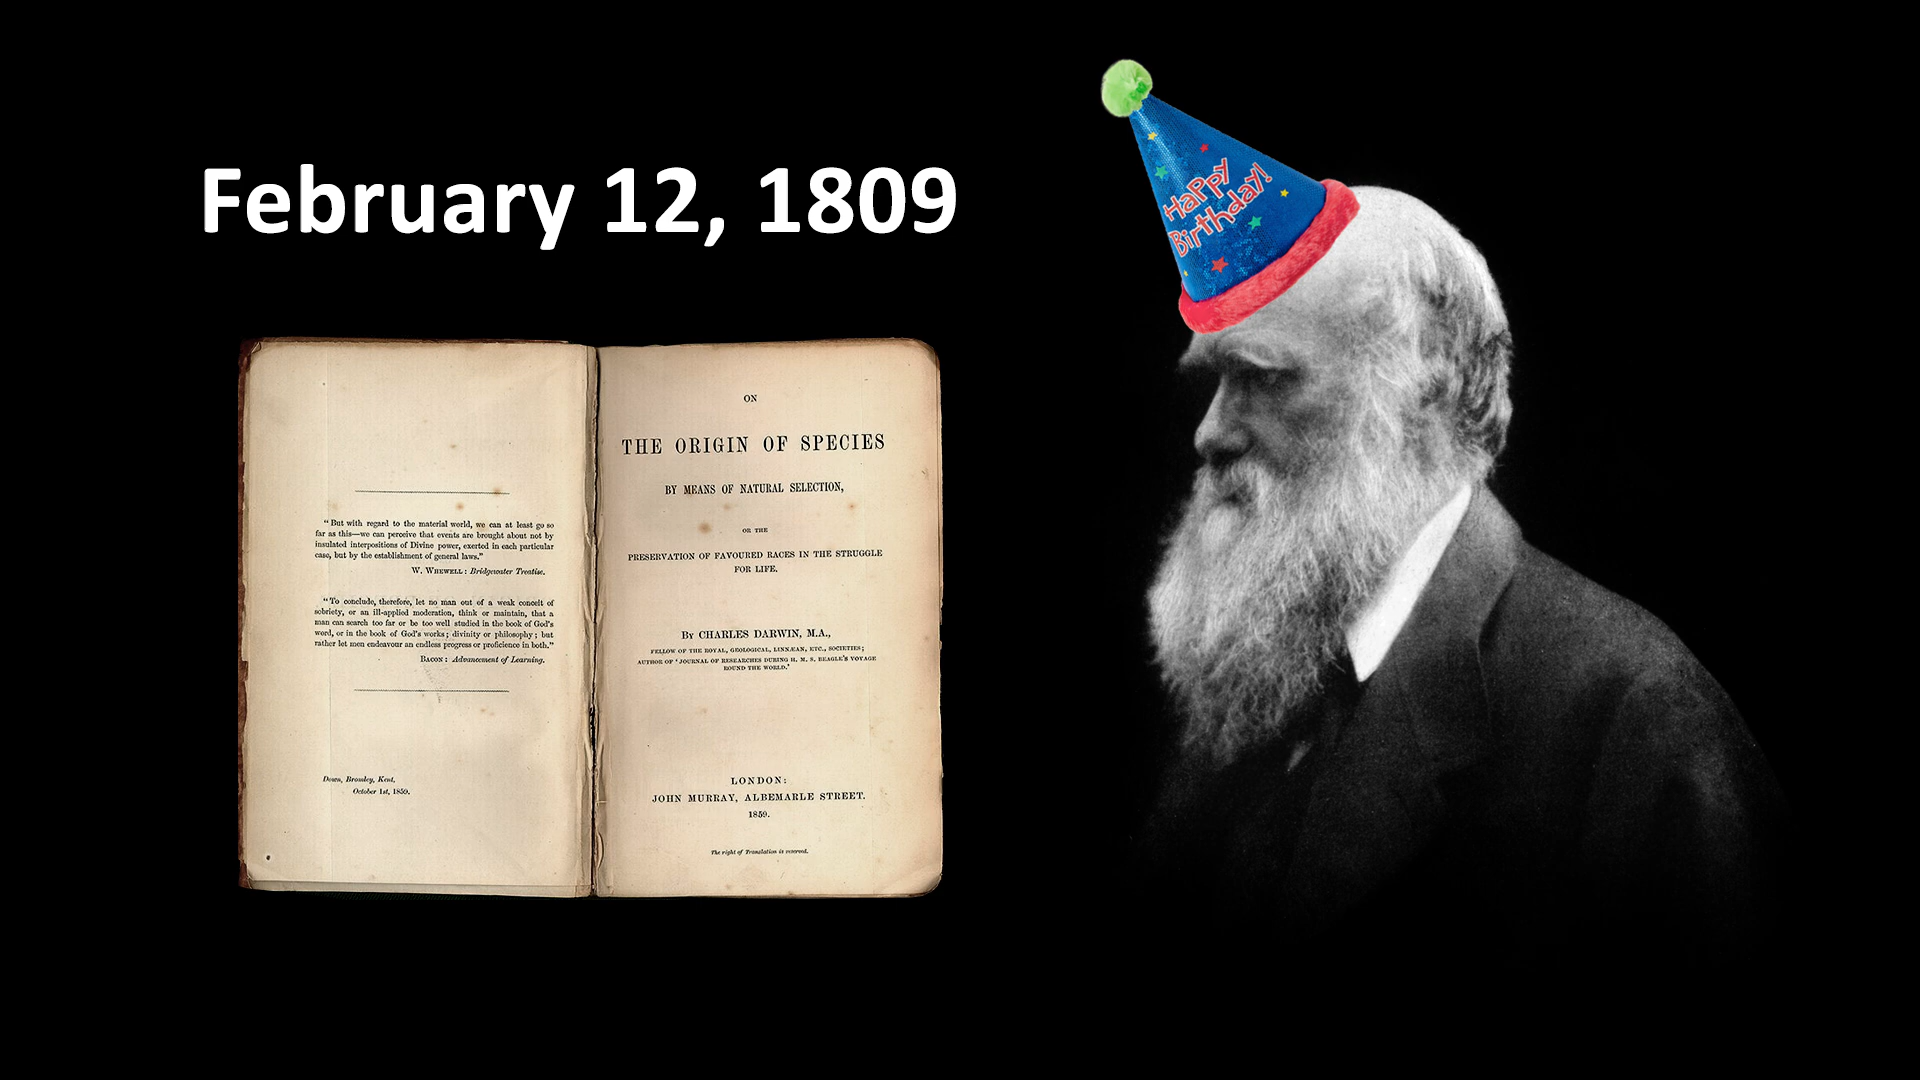 February 12, 1809
Happy
Birthday!
"But with regard to the material world, we can at least go so
far as this—we can perceive that events are brought about not by
insulated interpositions of Divine power, exerted in each particular
case, but by the establishment of general laws."
W. WHEWELL: Bridgewater Treatise.
"To conclude, therefore, let no man out of a weak conceit of
sobriety, or an ill-applied moderation, think or maintain, that a
man can search too far or be too well studied in the book of God's
word, or in the book of God's works; divinity or philosophy; but
rather let men endeavour an endless progress or proficience in both."
BACON: Advancement of Learning.
Down, Bromley, Kent,
October 1st, 1859.
ON
THE ORIGIN OF SPECIES
BY MEANS OF NATURAL SELECTION,
OR THE
PRESERVATION OF FAVOURED RACES IN THE STRUGGLE
FOR LIFE.
BY CHARLES DARWIN, M.A.,
FELLOW OF THE ROYAL, GEOLOGICAL, LINNÆAN, ETC., SOCIETIES;
AUTHOR OF 'JOURNAL OF RESEARCHES DURING H. M. S. BEAGLE'S VOYAGE
ROUND THE WORLD.'
LONDON:
JOHN MURRAY, ALBEMARLE STREET.
1859.
The right of Translation is reserved.